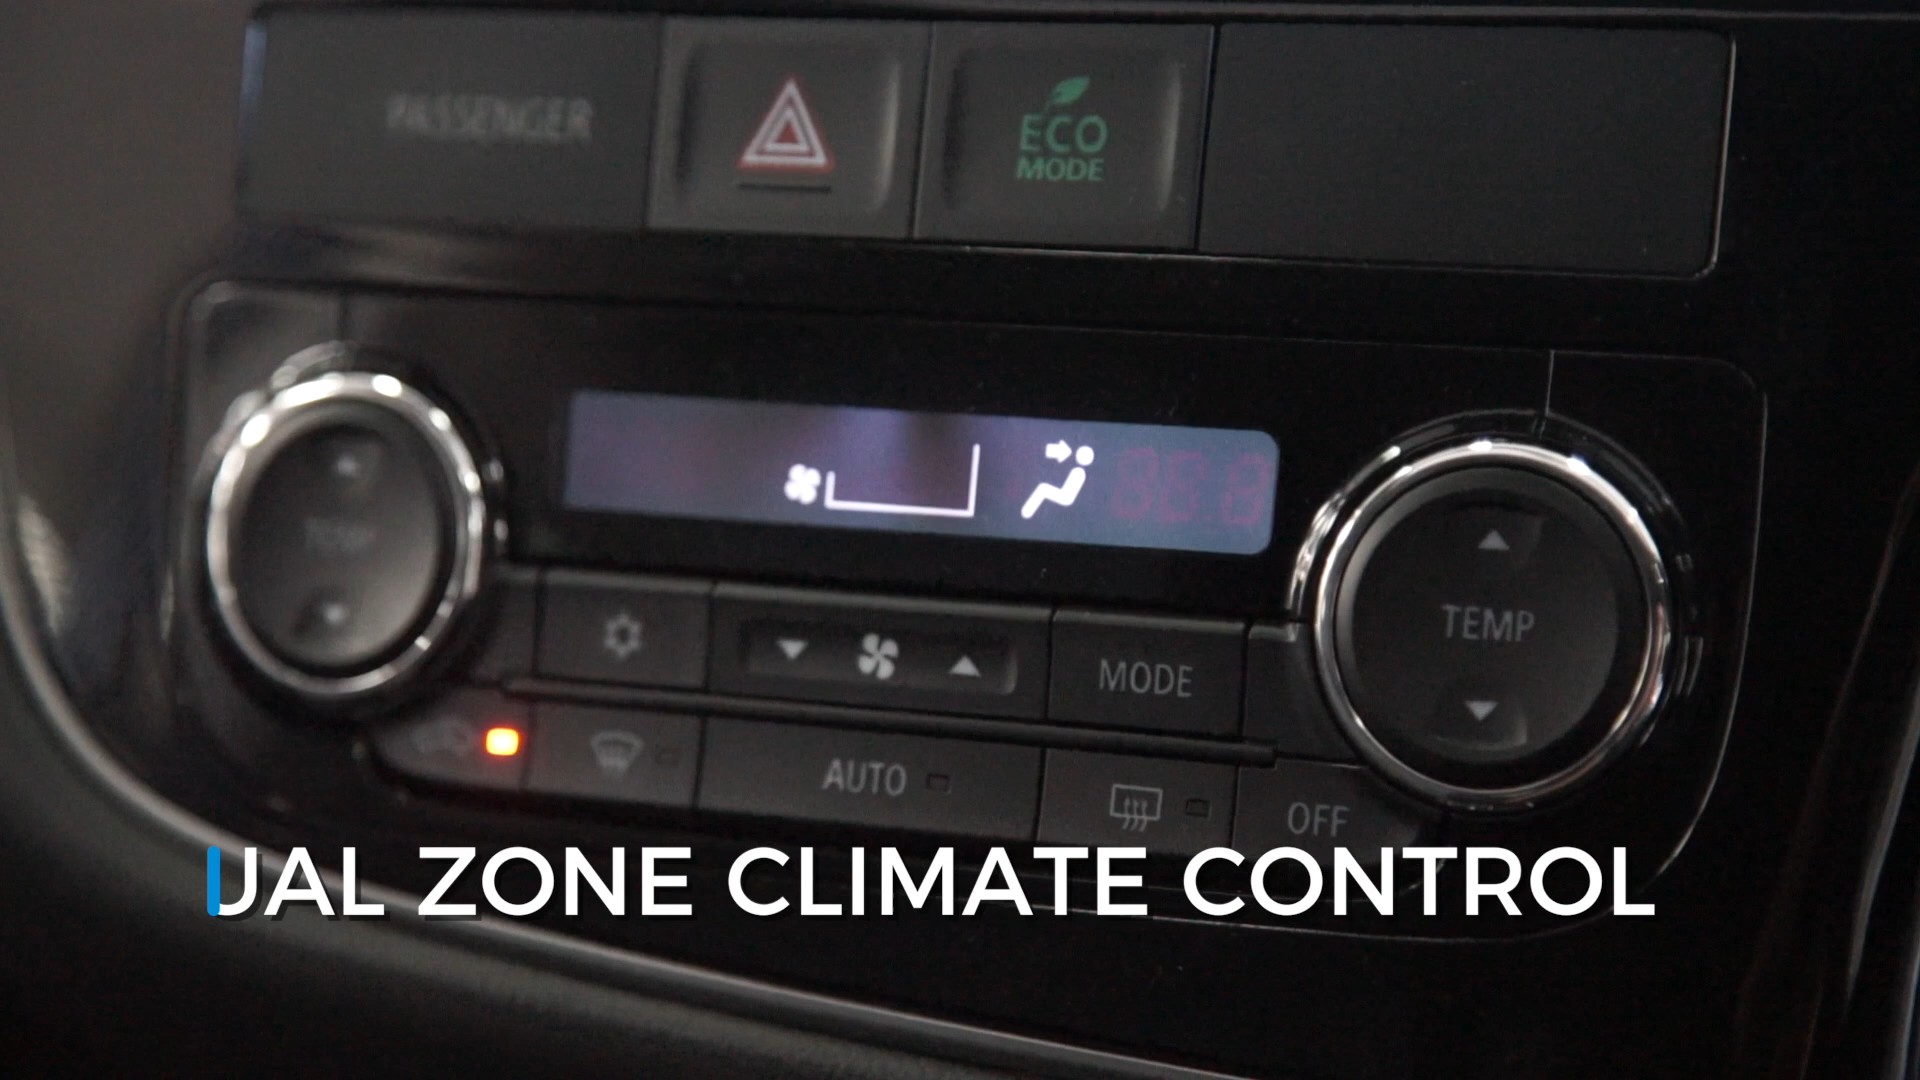 PASSENGER
ECO
MODE
TEMP
MODE
AUTO
OFF
UAL ZONE CLIMATE CONTROL